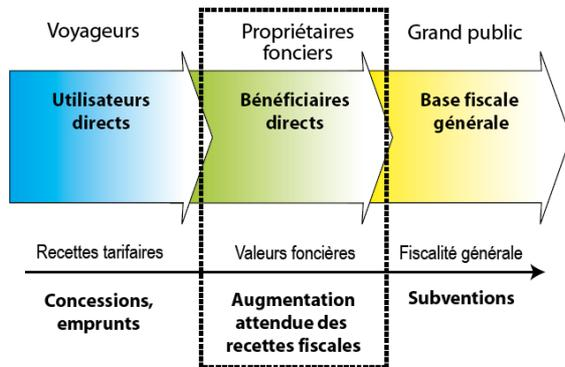 Voyageurs
Propriétaires
fonciers
Grand public
Utilisateurs
directs
Bénéficiaires
directs
Base fiscale
générale
Recettes tarifaires
Valeurs foncières
Fiscalité générale
Concessions,
emprunts
Augmentation
attendue des
recettes fiscales
Subventions